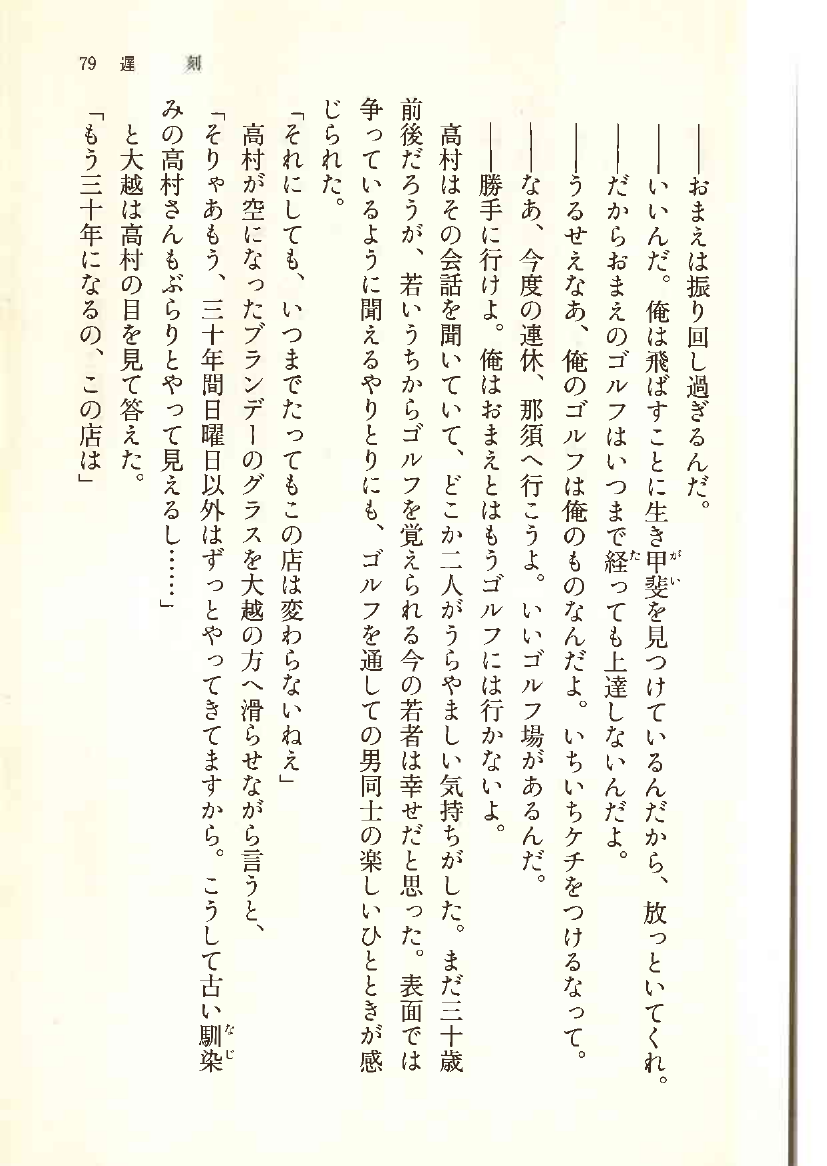 79 遅 刻
――おまえは振り回し過ぎるんだ。
――いいんだ。俺は飛ばすことに生き甲斐を見つけているんだから、放っといてくれ。
――だからおまえのゴルフはいつまで経っても上達しないんだよ。
――うるせえなあ、俺のゴルフは俺のものなんだよ。いちいちケチをつけるなって。
――なあ、今度の連休、那須へ行こうよ。いいゴルフ場があるんだ。
――勝手に行けよ。俺はおまえとはもうゴルフには行かないよ。
高村はその会話を聞いていて、どこか二人がうらやましい気持ちがした。まだ三十歳
前後だろうが、若いうちからゴルフを覚えられる今の若者は幸せだと思った。表面では
争っているように聞えるやりとりにも、ゴルフを通しての男同士の楽しいひとときが感
じられた。
「それにしても、いつまでたってもこの店は変わらないねえ」
高村が空になったブランデーのグラスを大越の方へ滑らせながら言うと、
「そりゃあもう、三十年間日曜日以外はずっとやってきてますから。こうして古い馴染
みの高村さんもぶらりとやって見えるし……」
と大越は高村の目を見て答えた。
「もう三十年になるの、この店は」